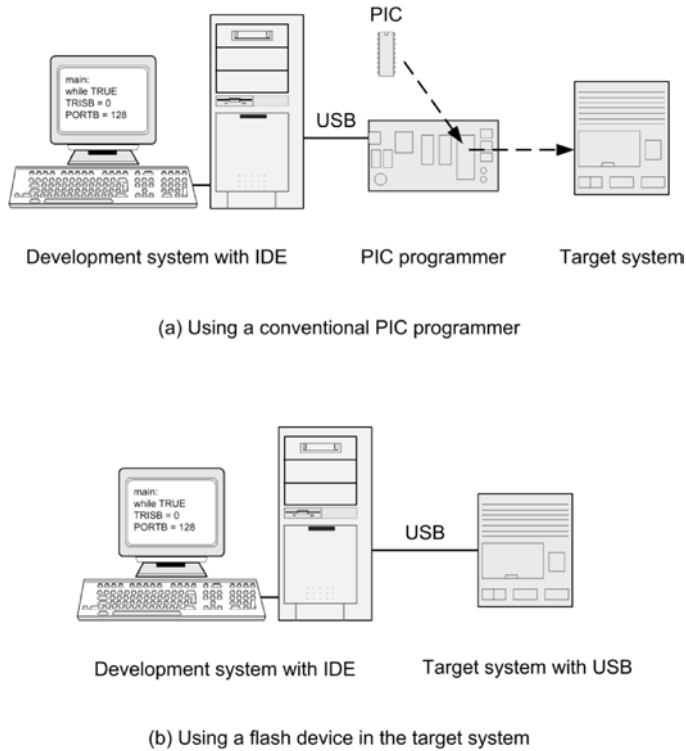 PIC
main:
while TRUE
TRISB = 0
PORTB = 128
USB
Development system with IDE
PIC programmer
Target system
(a) Using a conventional PIC programmer
main:
while TRUE
TRISB = 0
PORTB = 128
USB
Development system with IDE
Target system with USB
(b) Using a flash device in the target system